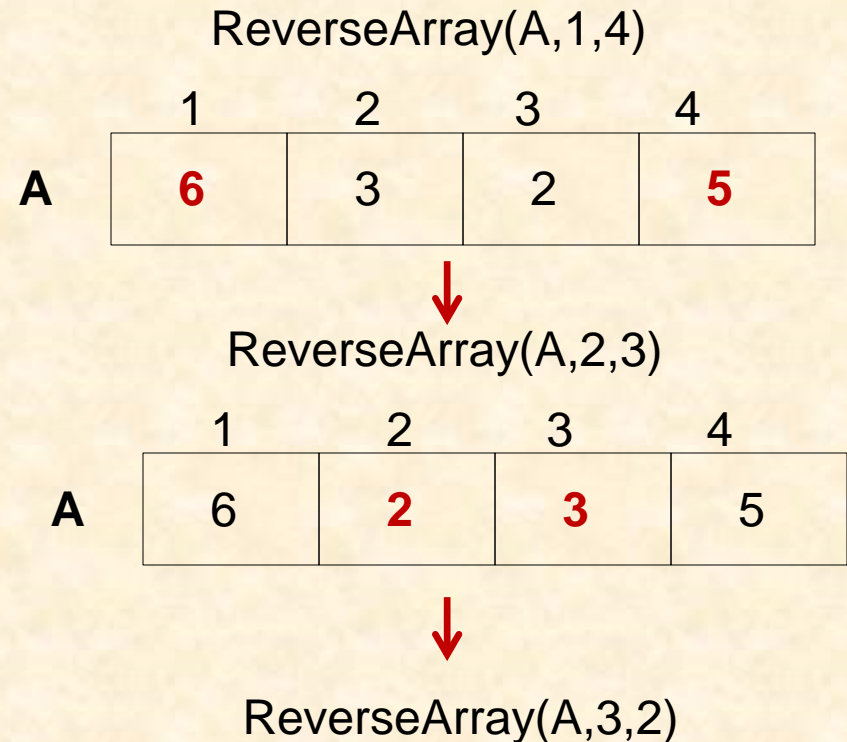 ReverseArray(A,1,4)
1 2 3 4
A 6 3 2 5
ReverseArray(A,2,3)
1 2 3 4
A 6 2 3 5
ReverseArray(A,3,2)